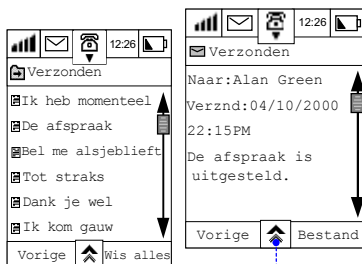 12:26
Verzonden
Ik heb momenteel
De afspraak
Bel me alsjeblieft
Tot straks
Dank je wel
Ik kom gauw
Vorige
Wis alles
12:26
Verzonden
Naar:Alan Green
Verznd:04/10/2000
22:15PM
De afspraak is
uitgesteld.
Vorige
Bestand